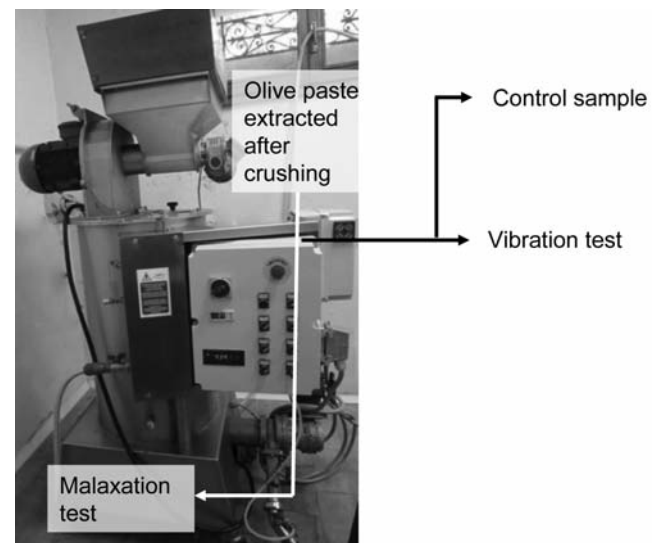 Olive paste
extracted
after
crushing
Control sample
Vibration test
Malaxation
test